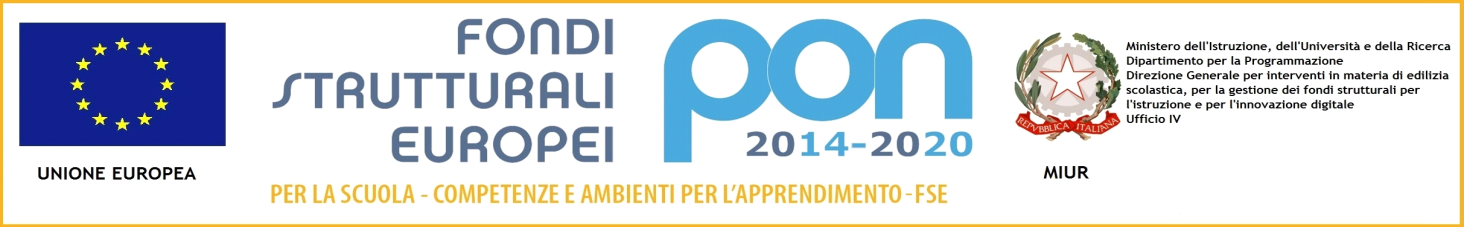 UNIONE EUROPEA
FONDI
STRUTTURALI
EUROPEI
pon
2014-2020
PER LA SCUOLA - COMPETENZE E AMBIENTI PER L'APPRENDIMENTO - FSE
REPVBBLICA ITALIANA
MIUR
Ministero dell'Istruzione, dell'Università e della Ricerca
Dipartimento per la Programmazione
Direzione Generale per interventi in materia di edilizia
scolastica, per la gestione dei fondi strutturali per
l'istruzione e per l'innovazione digitale
Ufficio IV